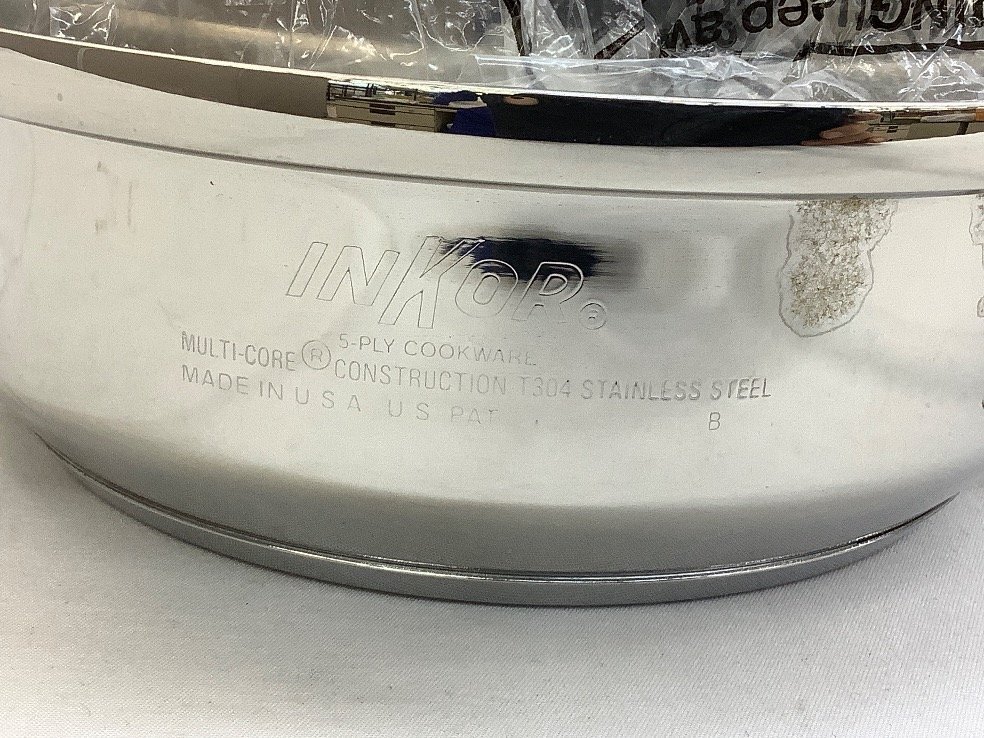 INKOR®
5-PLY COOKWARE
MULTI-CORE ® CONSTRUCTION T304 STAINLESS STEEL
MADE IN U S A U S PAT
B